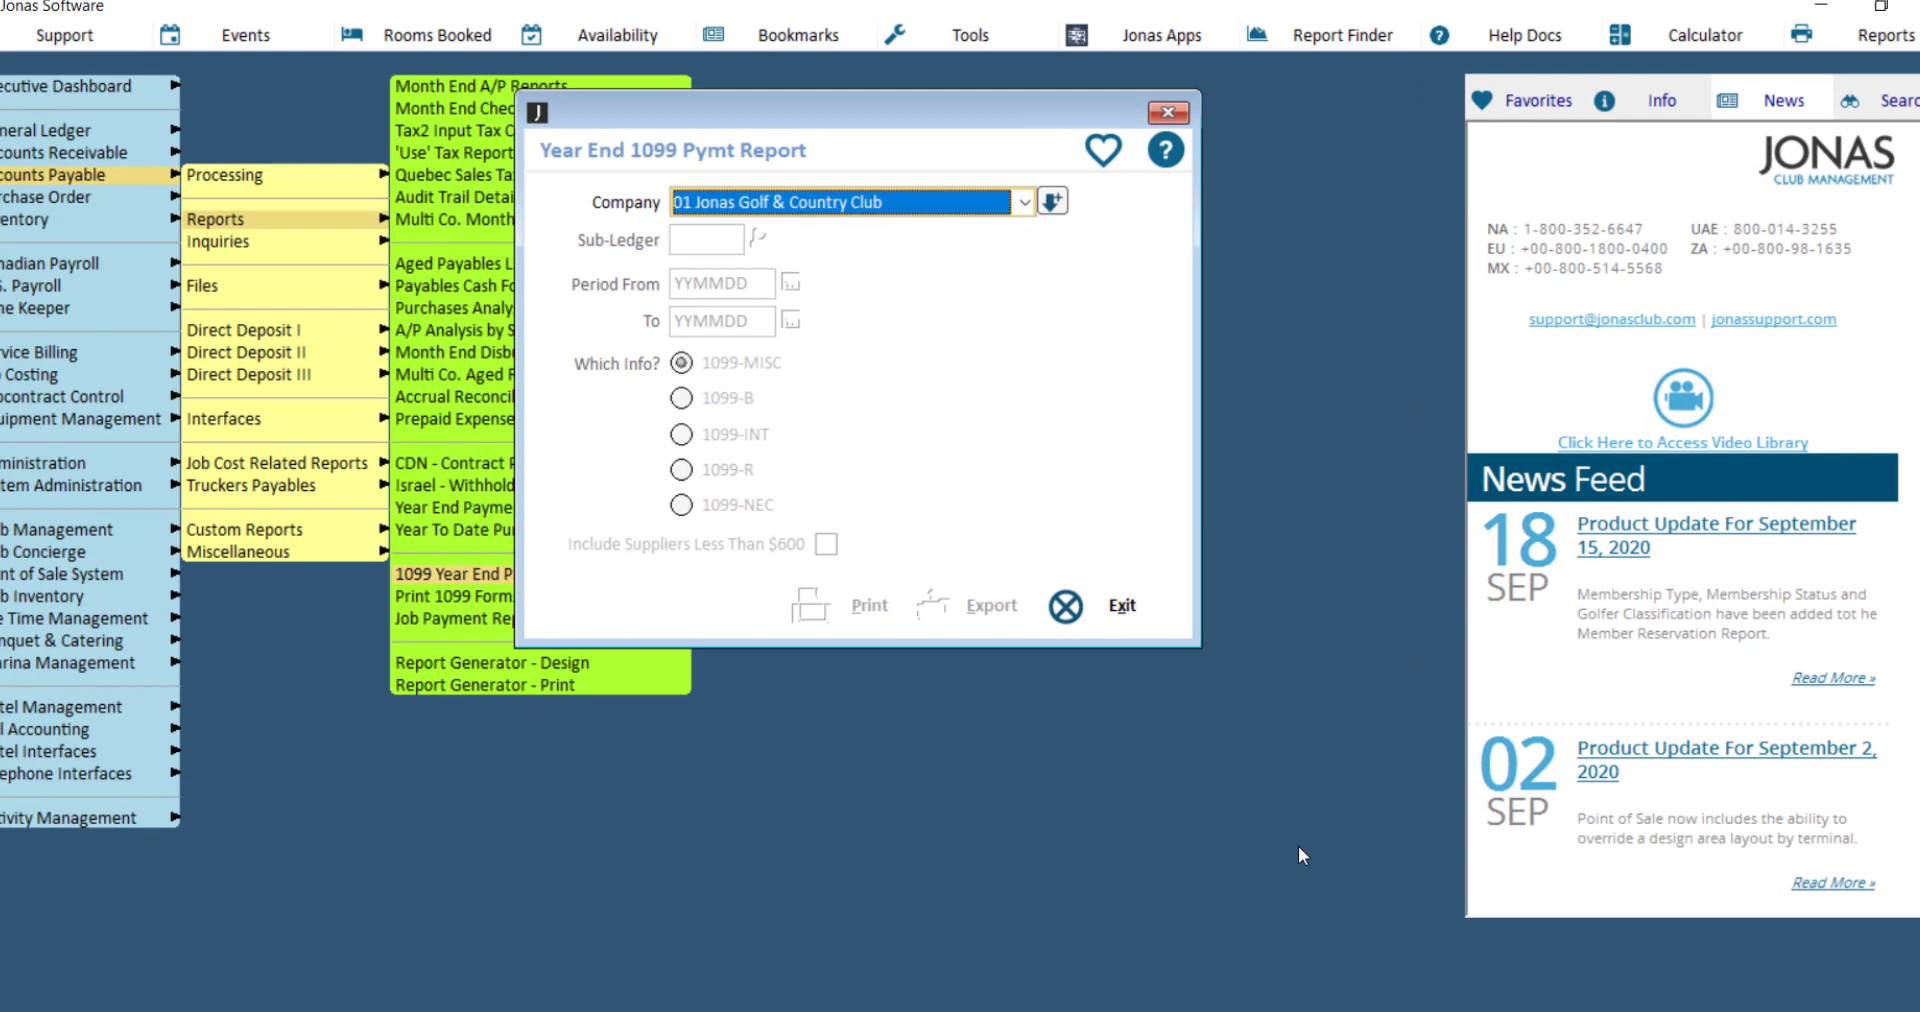 Jonas Software
Support
Events
Rooms Booked
Availability
Bookmarks
Tools
Jonas Apps
Report Finder
Help Docs
Calculator
Reports
ecutive Dashboard
neral Ledger
counts Receivable
counts Payable
rchase Order
entory
nadian Payroll
S. Payroll
ne Keeper
rvice Billing
Costing
ocontract Control
uipment Management
ministration
tem Administration
b Management
b Concierge
nt of Sale System
b Inventory
e Time Management
nquet & Catering
arina Management
tel Management
l Accounting
tel Interfaces
ephone Interfaces
tivity Management
Processing
Reports
Inquiries
Files
Direct Deposit I
Direct Deposit II
Direct Deposit III
Interfaces
Job Cost Related Reports
Truckers Payables
Custom Reports
Miscellaneous
Month End A/P Reports
Month End Chec
Tax2 Input Tax C
'Use' Tax Report
Quebec Sales Ta
Audit Trail Detai
Multi Co. Month
Aged Payables L
Payables Cash Fo
Purchases Analy
A/P Analysis by S
Month End Disb
Multi Co. Aged P
Accrual Reconcil
Prepaid Expense
CDN - Contract P
Israel - Withhold
Year End Payme
Year To Date Pur
1099 Year End P
Print 1099 Form
Job Payment Rep
Report Generator - Design
Report Generator - Print
J
Year End 1099 Pymt Report
?
Company 01 Jonas Golf & Country Club
Sub-Ledger
Period From YYMMDD
To YYMMDD
Which Info? 1099-MISC
1099-B
1099-INT
1099-R
1099-NEC
Include Suppliers Less Than $600
Print Export Exit
Favorites
Info
News
Searc
JONAS
CLUB MANAGEMENT
NA : 1-800-352-6647 UAE : 800-014-3255
EU : +00-800-1800-0400 ZA : +00-800-98-1635
MX : +00-800-514-5568
support@jonasclub.com | jonassupport.com
Click Here to Access Video Library
News Feed
18
SEP
Product Update For September
15, 2020
Membership Type, Membership Status and
Golfer Classification have been added tot he
Member Reservation Report.
Read More »
02
SEP
Product Update For September 2,
2020
Point of Sale now includes the ability to
override a design area layout by terminal.
Read More »